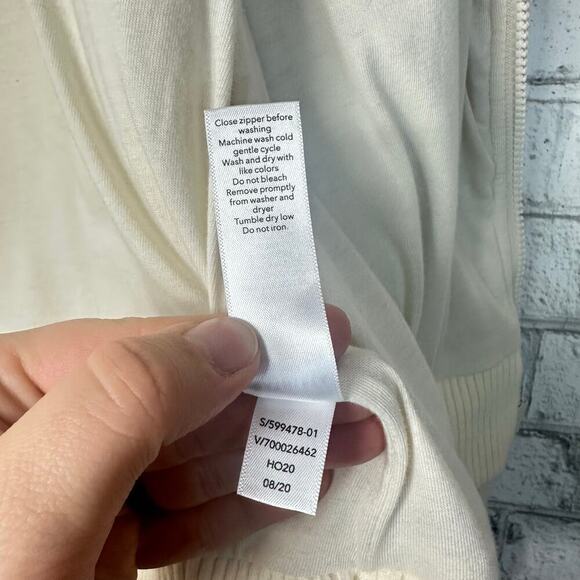 Close zipper before
washing
Machine wash cold
gentle cycle
Wash and dry with
like colors
Do not bleach
Remove promptly
from washer and
dryer
Tumble dry low
Do not iron.
S/599478-01
V/700026462
HO20
08/20